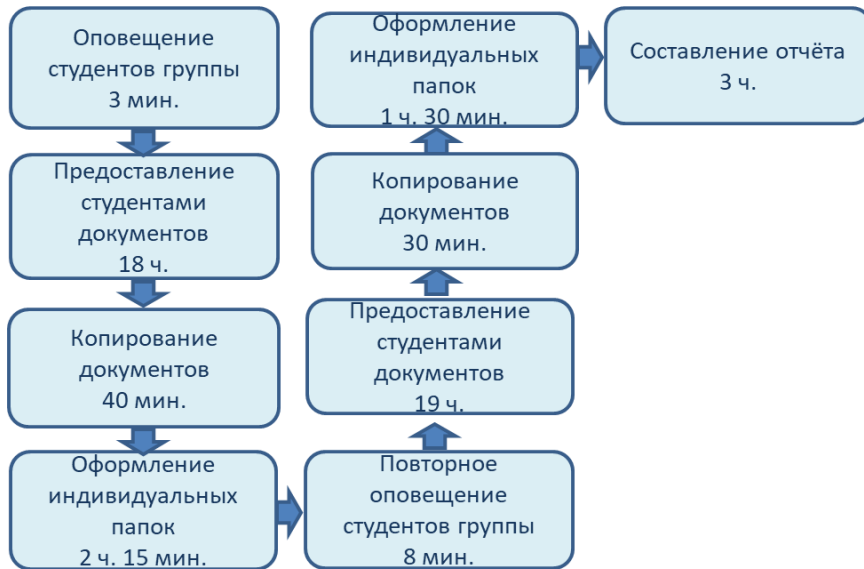 Оповещение
студентов группы
3 мин.
Предоставление
студентами
документов
18 ч.
Копирование
документов
40 мин.
Оформление
индивидуальных
папок
2 ч. 15 мин.
Повторное
оповещение
студентов группы
8 мин.
Предоставление
студентами
документов
19 ч.
Копирование
документов
30 мин.
Оформление
индивидуальных
папок
1 ч. 30 мин.
Составление отчёта
3 ч.